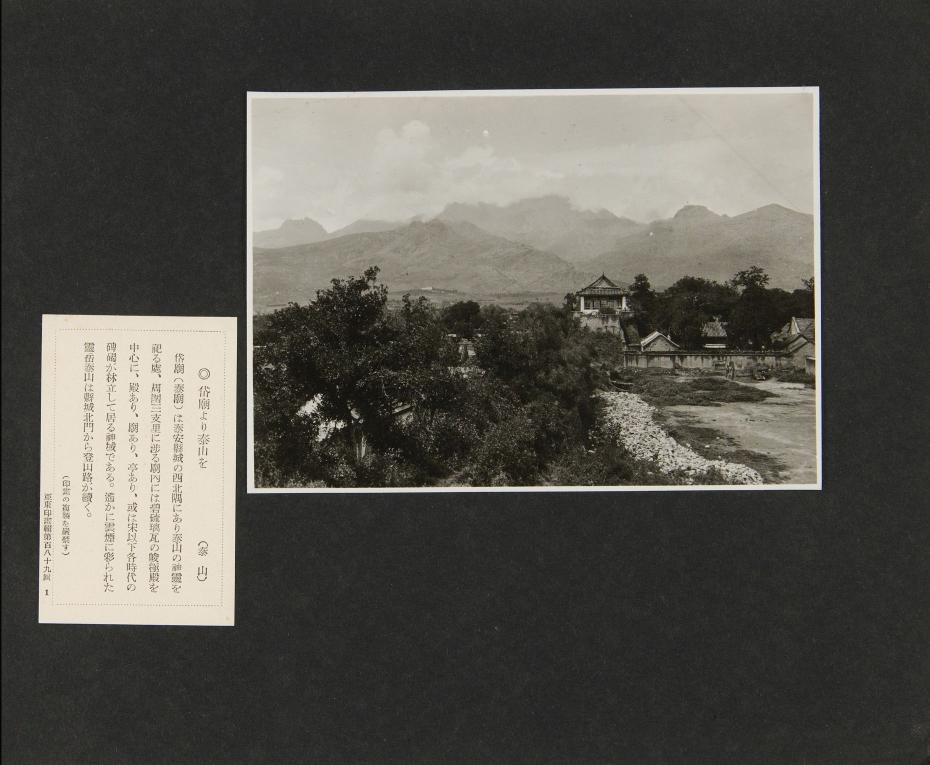 ◎ 岱廟より泰山を (泰山)
岱廟(泰廟)は泰安縣城の西北隅にあり泰山の神靈を
祀る處、周圍三支里に渉る廟內には碧硫璃瓦の峻極殿を
中心に、殿あり、廟あり、亭あり、或は宋以下各時代の
碑碣が林立して居る神域である。遙かに雲煙に彩られた
靈岳泰山は縣城北門から登山路が續く。
(印畫の複製を嚴禁す)
亞東印畫輯第百八十九回 1